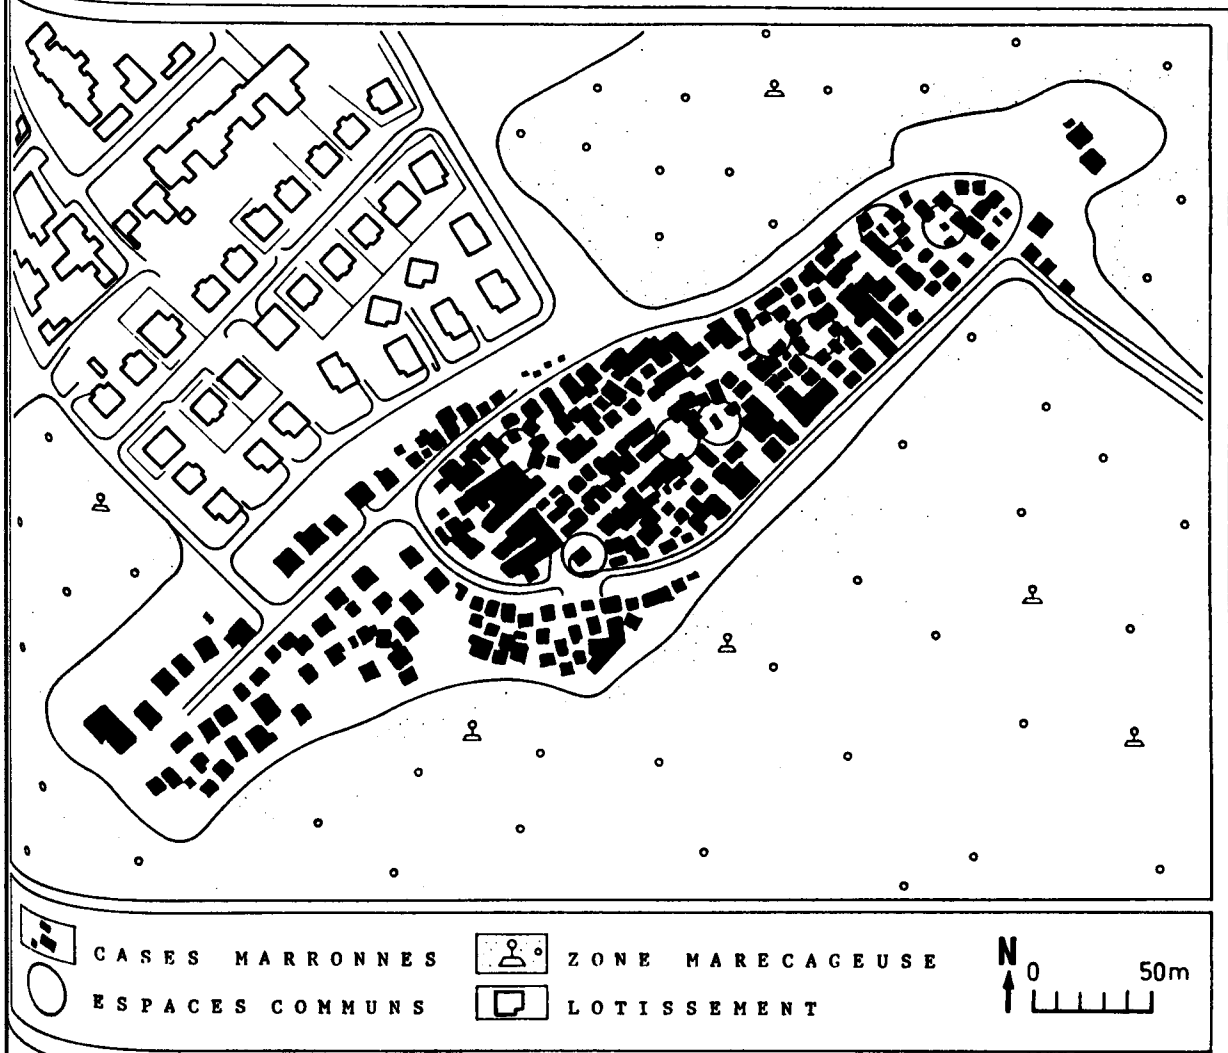 CASES MARRONNES
ESPACES COMMUNS
ZONE MARECAGEUSE
LOTISSEMENT
N
0 50m